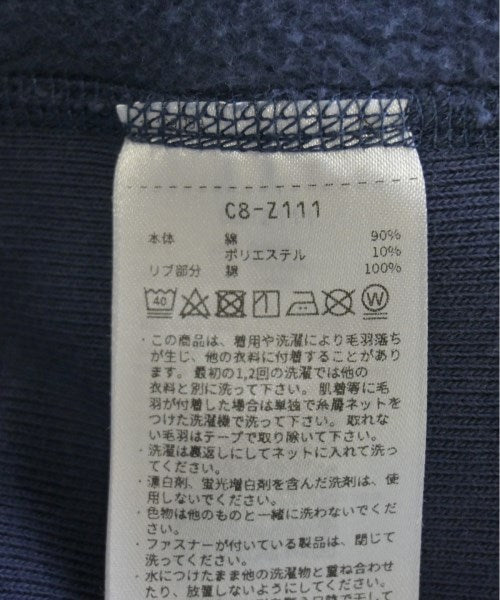 C8-Z111
本体 綿 90%
ポリエステル 10%
リブ部分 綿 100%
40 W
・この商品は、着用や洗濯により毛羽落ち
が生じ、他の衣料に付着することがあり
ます。最初の1,2回の洗濯では他の
衣料と別に洗って下さい。肌着等に毛
羽が付着した場合は単独で糸屑ネットを
つけた洗濯機で洗って下さい。取れな
い毛羽はテープで取り除いて下さい。
・洗濯は裏返しにしてネットに入れて洗っ
てください。
・漂白剤、蛍光増白剤を含んだ洗剤は、使
用しないでください。
・色物は他のものと一緒に洗わないでくだ
さい。
・ファスナーが付いている製品は、閉じて
洗ってください。
・水につけたまま他の洗濯物と重ね合わせ
たり、放置しないようにしてください。